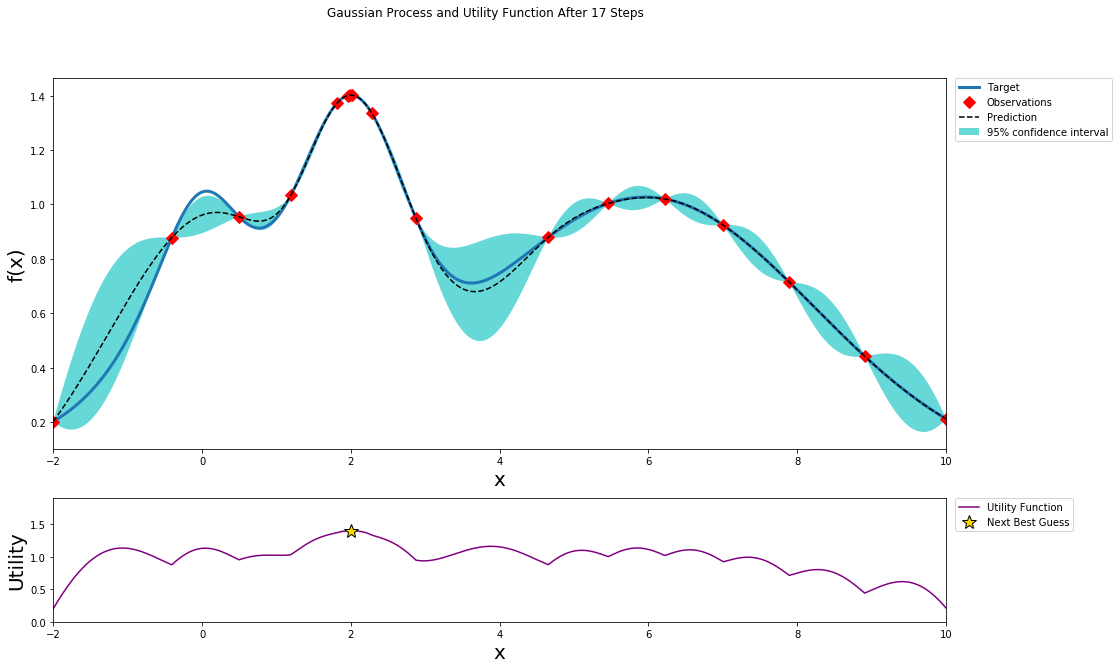 Gaussian Process and Utility Function After 17 Steps
f(x)
1.4
1.2
1.0
0.8
0.6
0.4
0.2
−2
0
2
4
6
8
10
x
Target
Observations
Prediction
95% confidence interval
Utility
1.5
1.0
0.5
0.0
−2
0
2
4
6
8
10
x
Utility Function
Next Best Guess